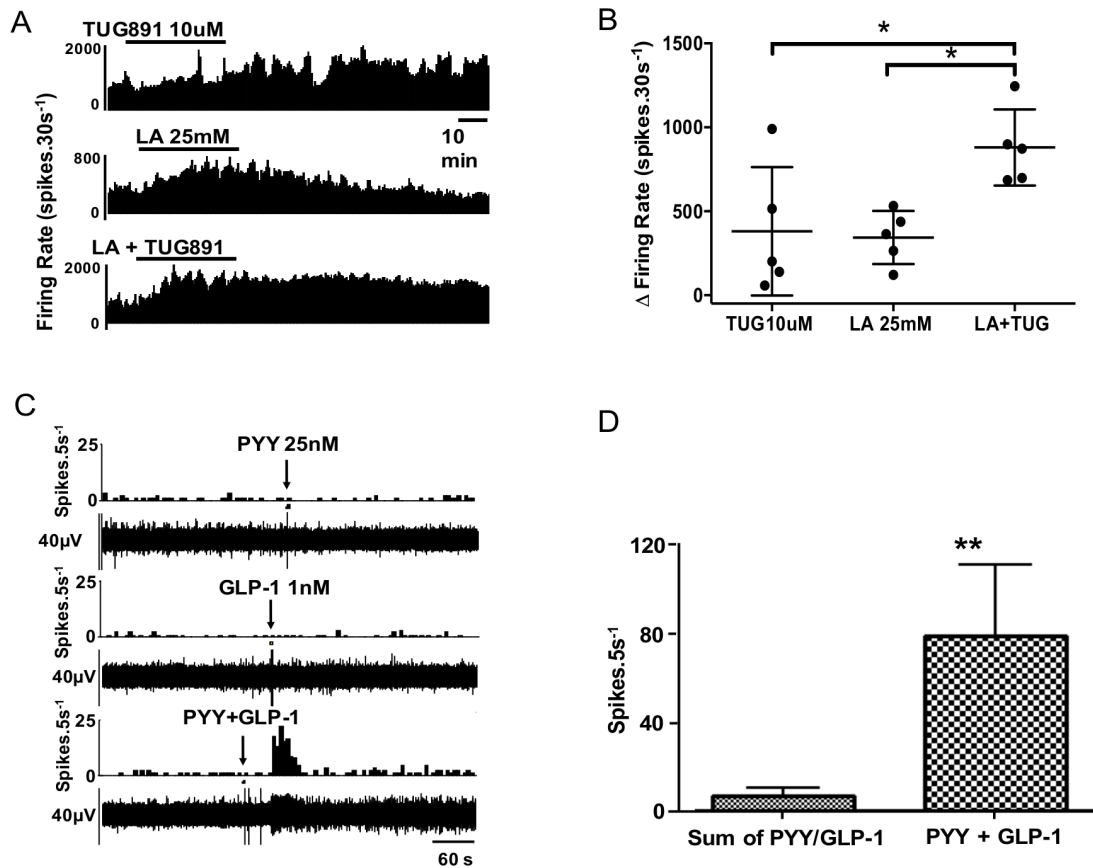 A
TUG891 10uM
2000
0
10
min
LA 25mM
800
0
LA + TUG891
2000
0
Firing Rate (spikes.30s⁻¹)
B
1500
1000
500
0
Δ Firing Rate (spikes.30s⁻¹)
*
*
TUG10uM LA 25mM LA+TUG
C
PYY 25nM
25
0
Spikes.5s⁻¹
40µV
GLP-1 1nM
25
0
Spikes.5s⁻¹
40µV
PYY+GLP-1
25
0
Spikes.5s⁻¹
40µV
60 s
D
120
80
40
0
Spikes.5s⁻¹
**
Sum of PYY/GLP-1 PYY + GLP-1